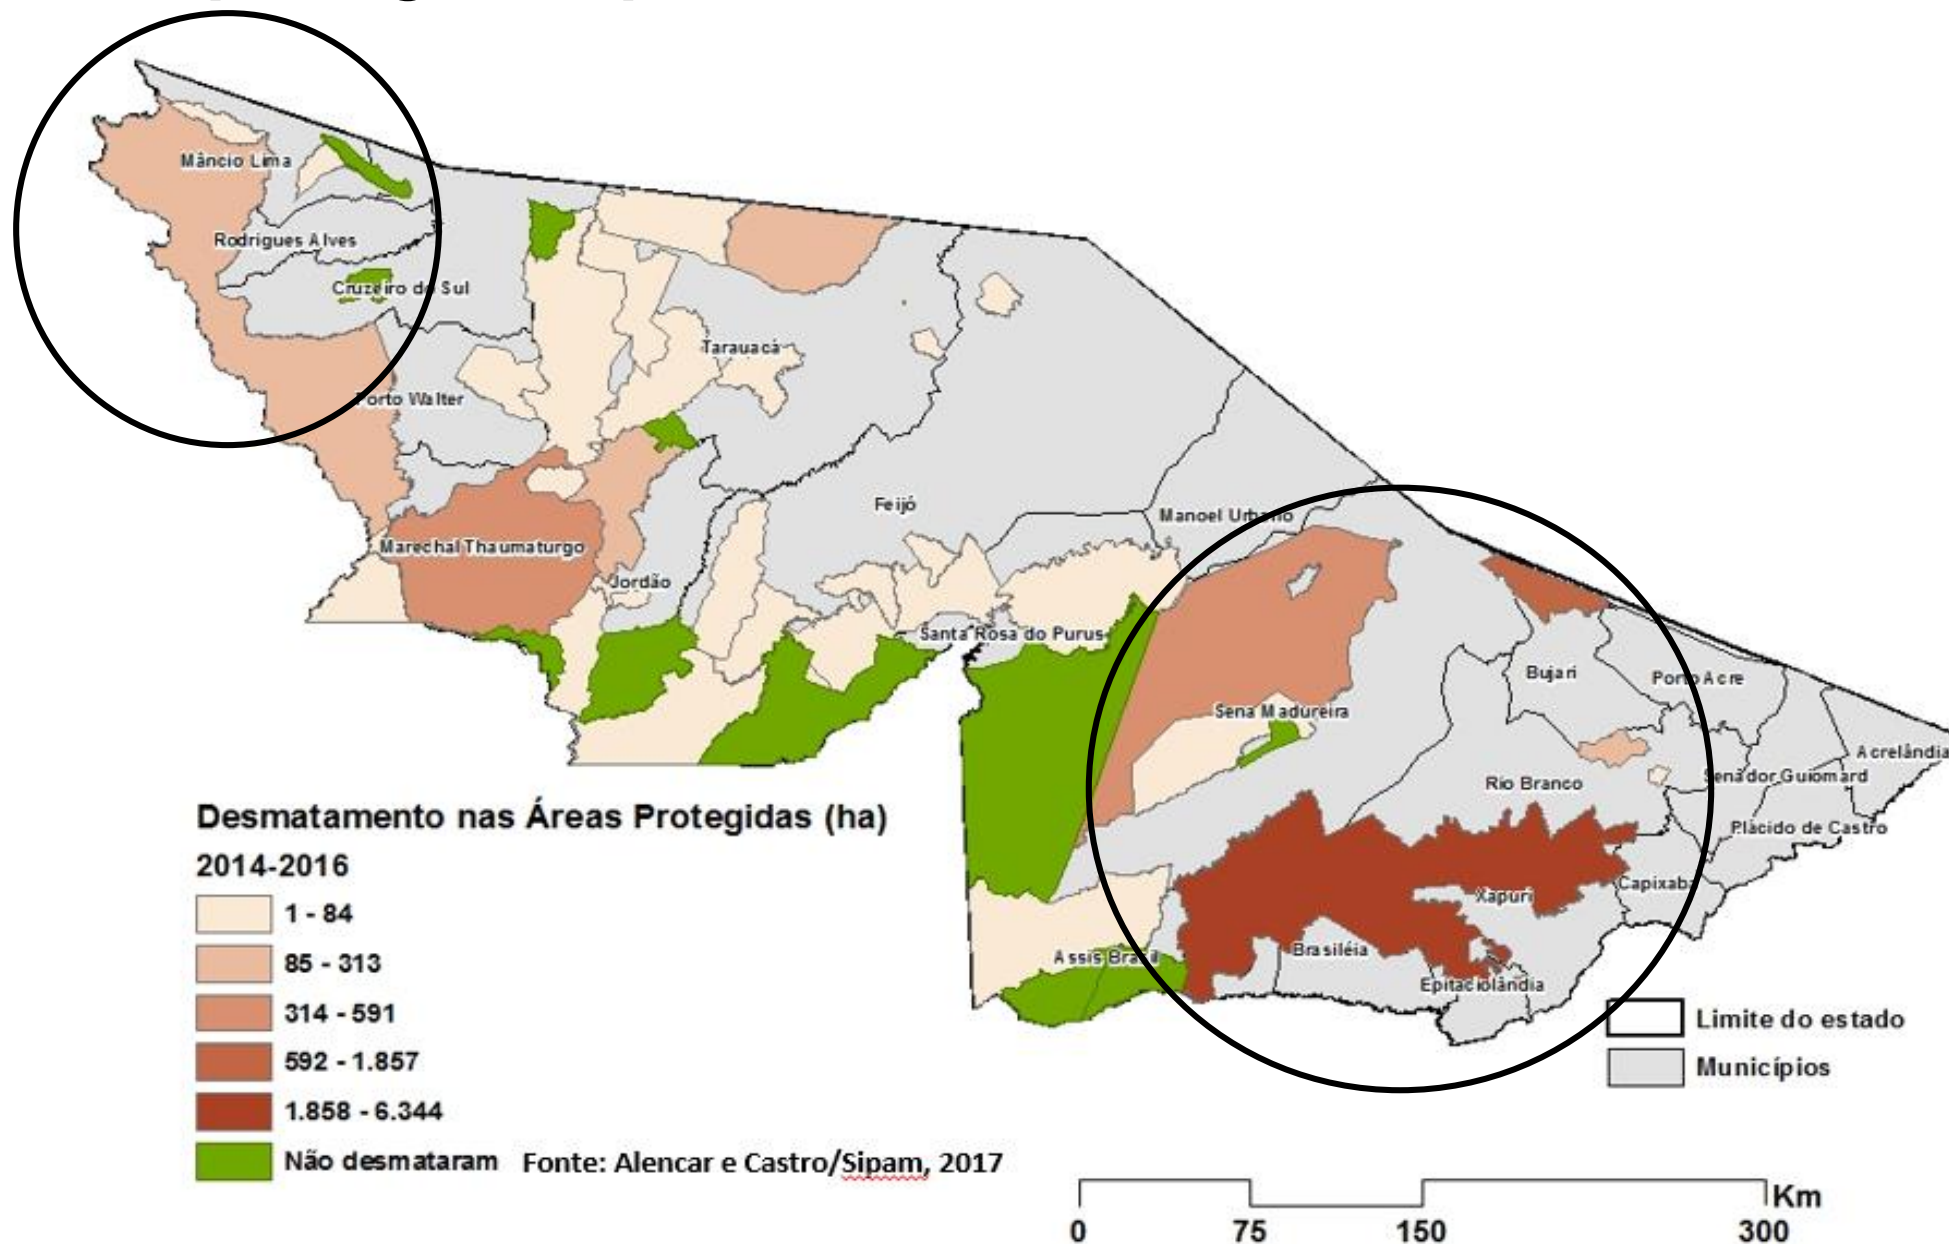 Mâncio Lima
Rodrigues Alves
Cruzeiro do Sul
Tarauacá
Porto Walter
Feijó
Manoel Urbano
Marechal Thaumaturgo
Jordão
Santa Rosa do Purus
Bujari
Porto Acre
Sena Madureira
Acrelândia
Senador Guiomard
Rio Branco
Plácido de Castro
Capixaba
Xapuri
Brasiléia
Assis Brasil
Epitaciolândia
Desmatamento nas Áreas Protegidas (ha)
2014-2016
1 - 84
85 - 313
314 - 591
592 - 1.857
1.858 - 6.344
Não desmataram
Fonte: Alencar e Castro/Sipam, 2017
Limite do estado
Municípios
Km
0 75 150 300